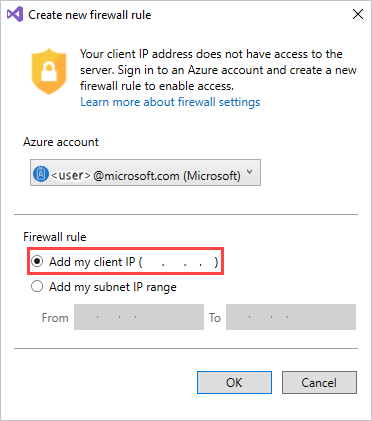 Create new firewall rule
Your client IP address does not have access to the
server. Sign in to an Azure account and create a new
firewall rule to enable access.
Learn more about firewall settings
Azure account
<user>@microsoft.com (Microsoft)
Firewall rule
Add my client IP ( . . . )
Add my subnet IP range
From . . . To . . .
OK Cancel